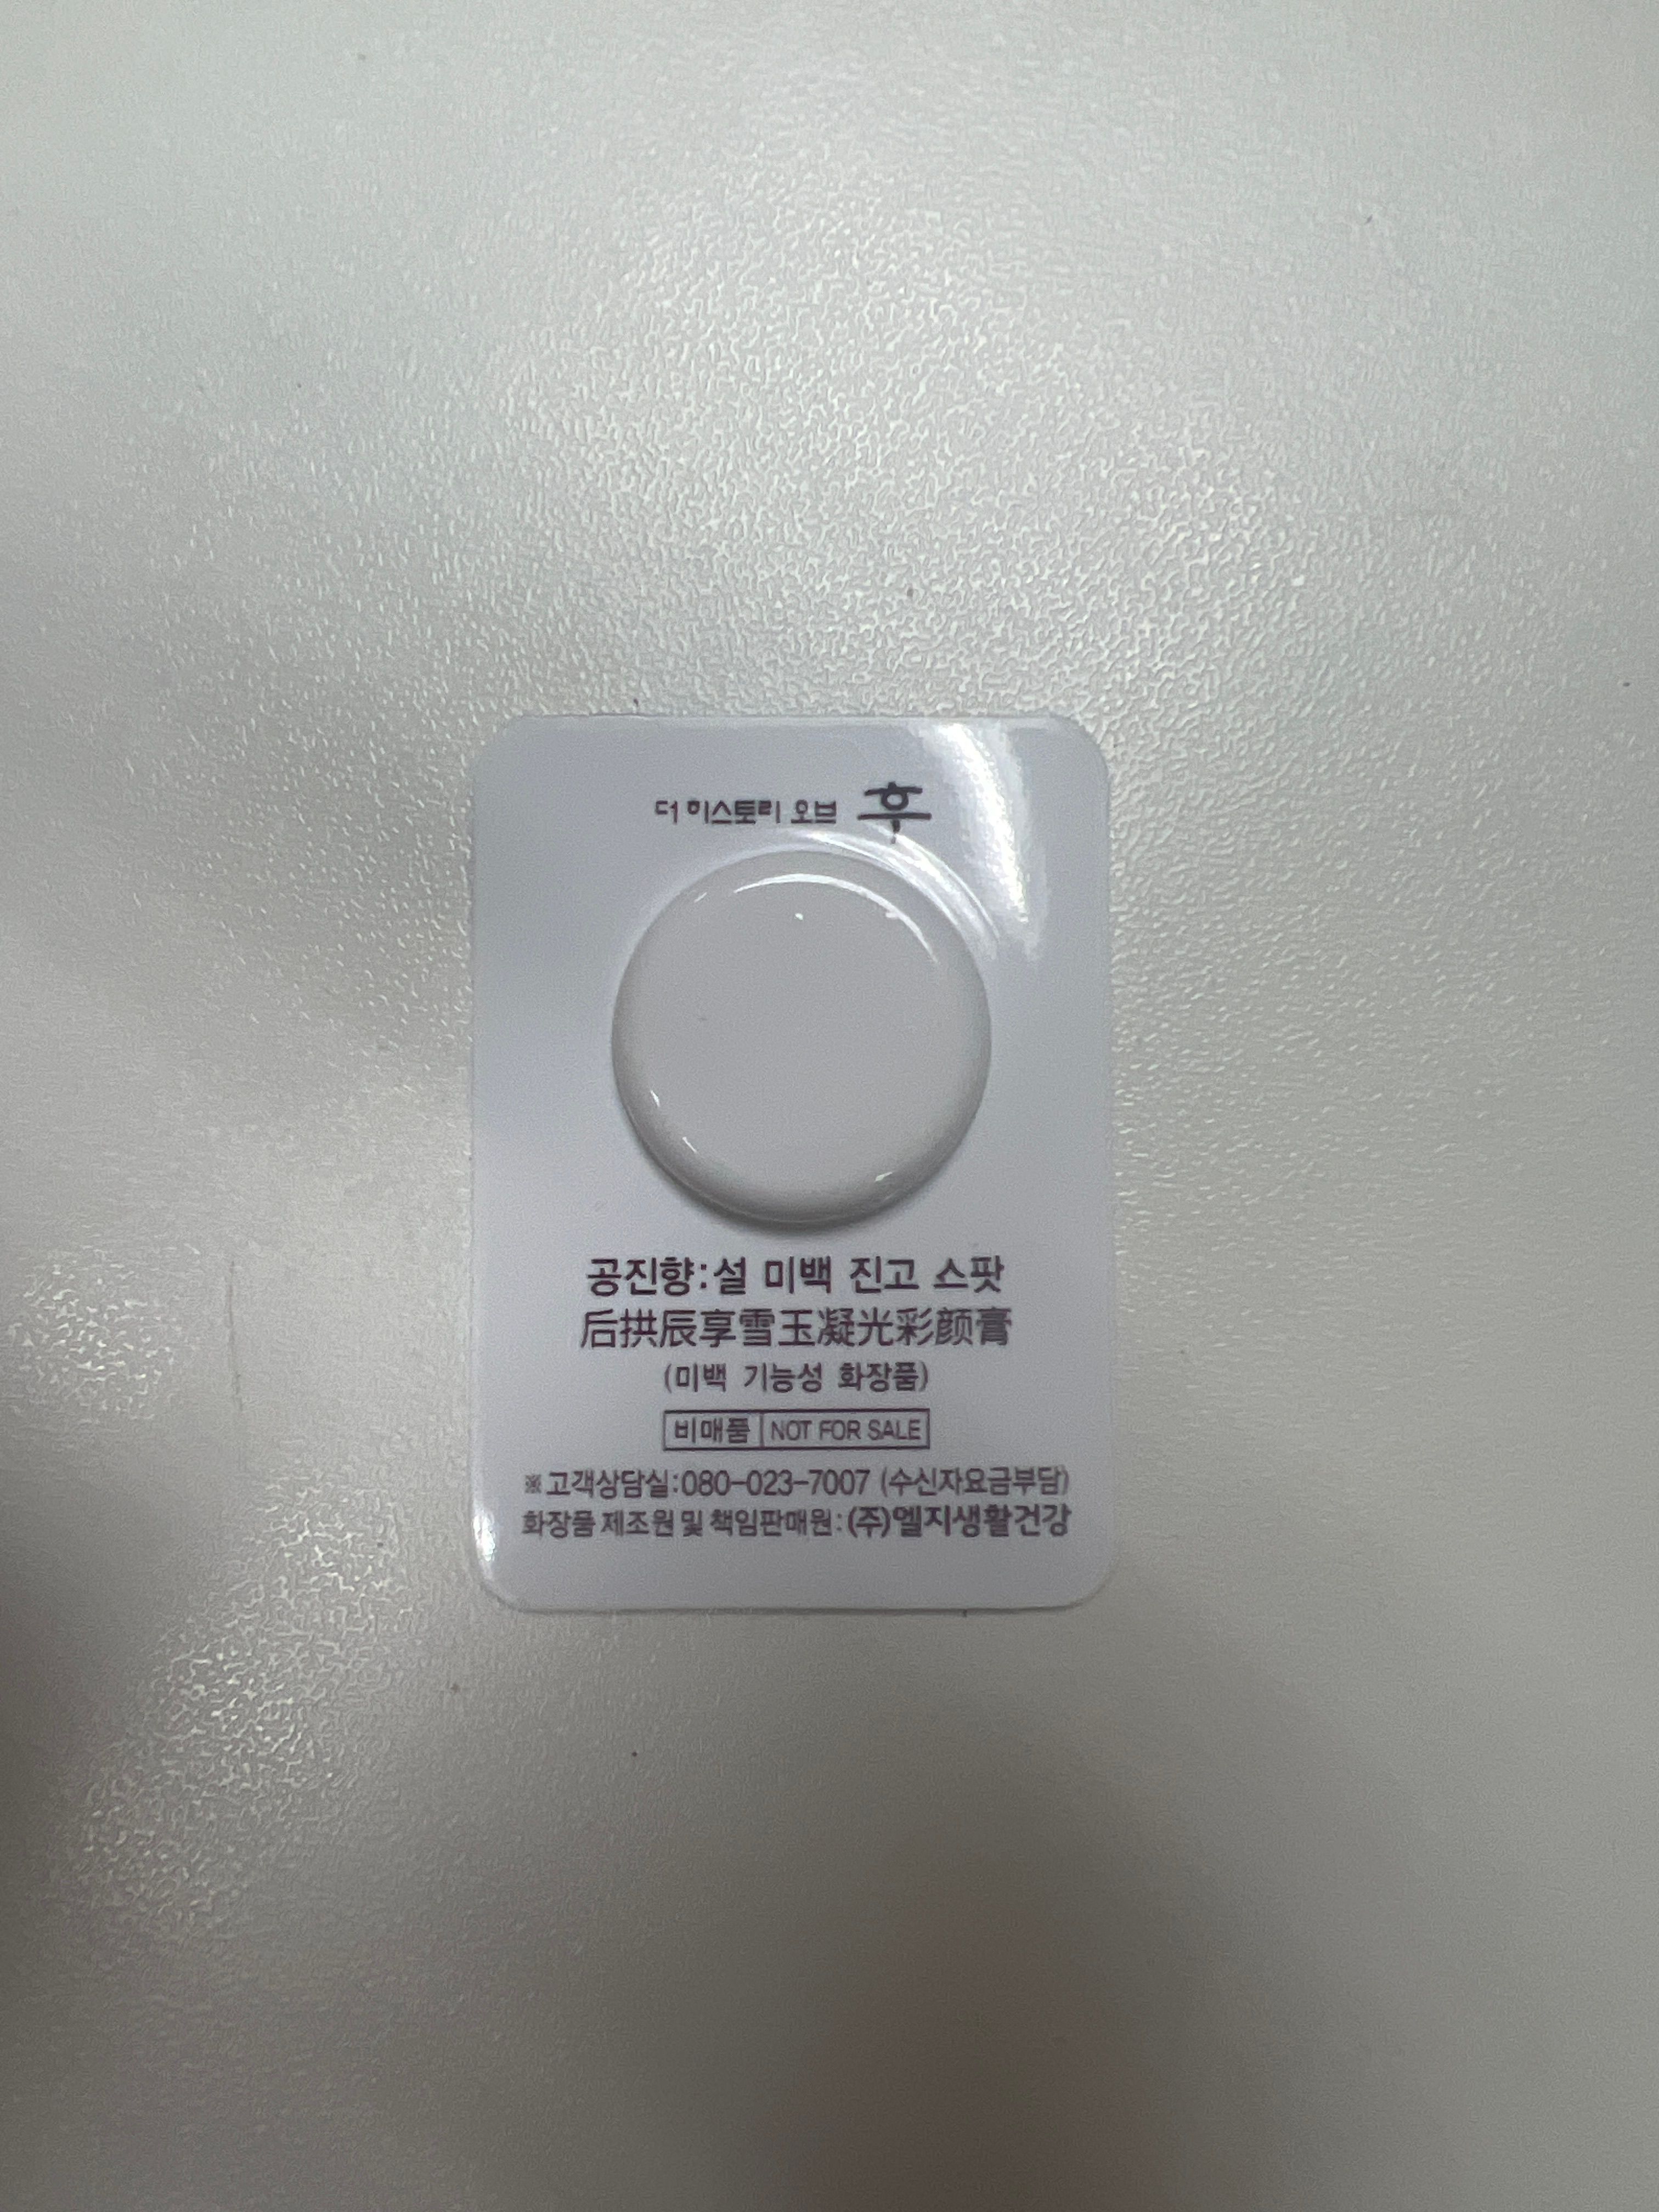 더 히스토리 오브 후
공진향:설 미백 진고 스팟
后拱辰享雪玉凝光彩颜膏
(미백 기능성 화장품)
비매품 NOT FOR SALE
※고객상담실:080-023-7007 (수신자요금부담)
화장품 제조원 및 책임판매원:(주)엘지생활건강